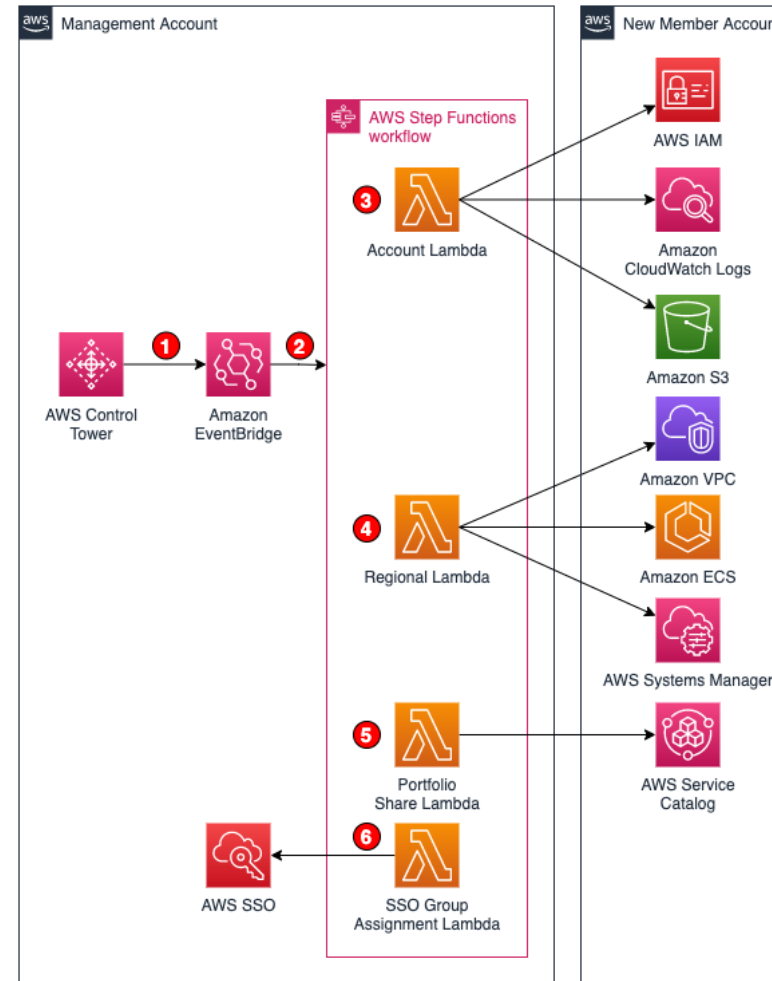 aws
Management Account
aws
New Member Accoun
AWS Step Functions
workflow
3
Account Lambda
AWS IAM
Amazon
CloudWatch Logs
Amazon S3
1
2
AWS Control
Tower
Amazon
EventBridge
4
Regional Lambda
Amazon VPC
Amazon ECS
AWS Systems Manager
5
Portfolio
Share Lambda
AWS Service
Catalog
6
AWS SSO
SSO Group
Assignment Lambda